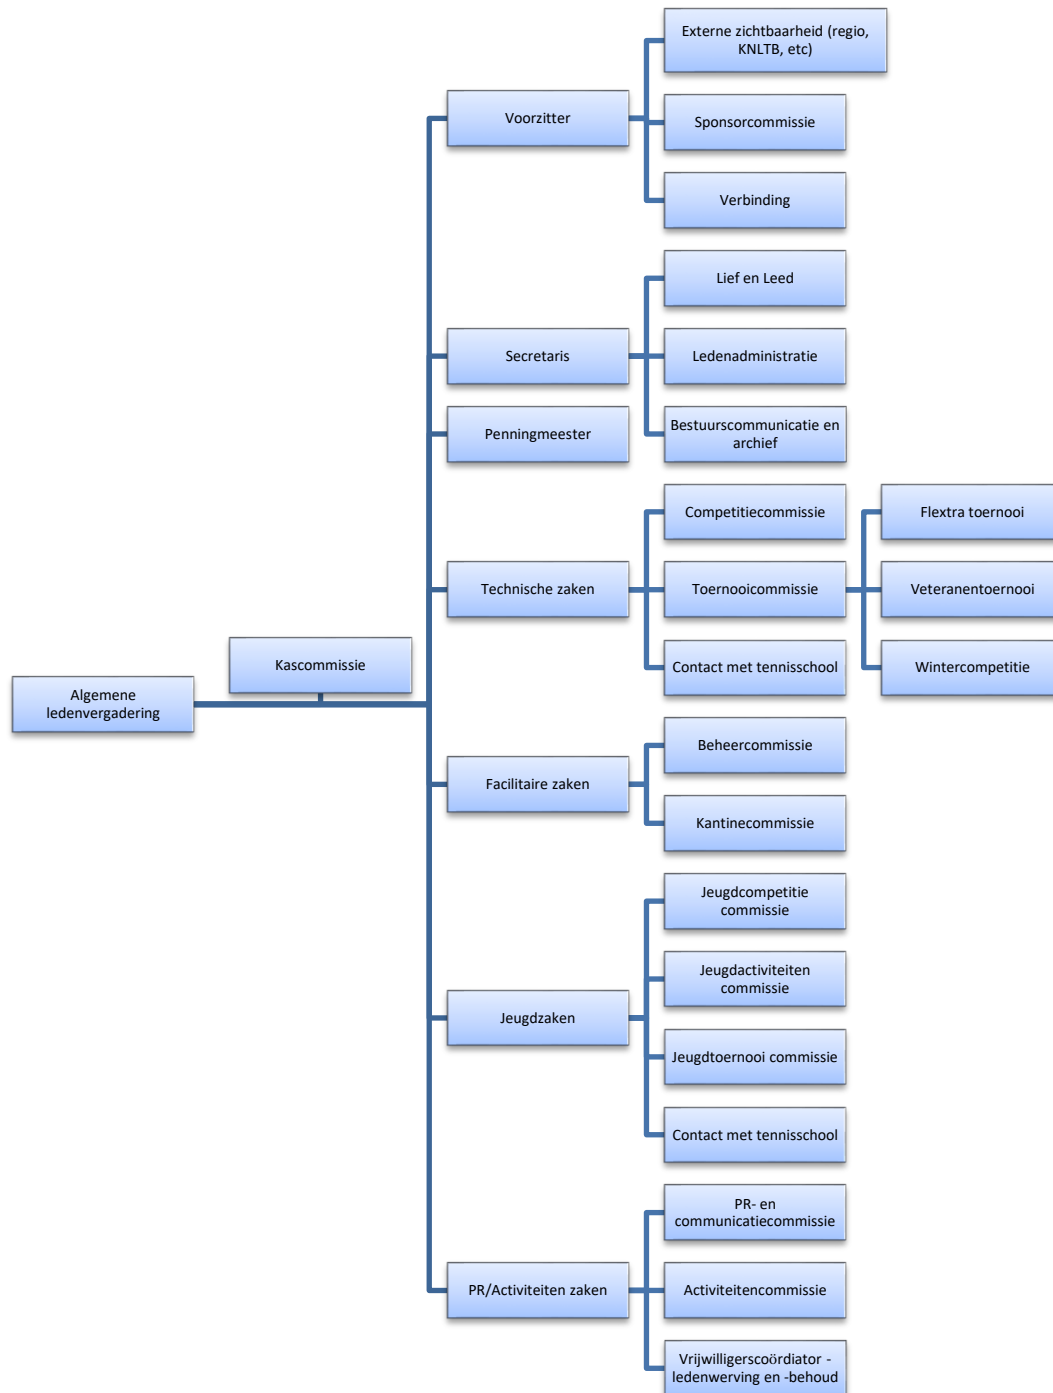 Externe zichtbaarheid (regio,
KNLTB, etc)
Voorzitter
Sponsorcommissie
Verbinding
Lief en Leed
Secretaris
Ledenadministratie
Penningmeester
Bestuurscommunicatie en
archief
Competitiecommissie
Flextra toernooi
Technische zaken
Toernooicommissie
Veteranentoernooi
Kascommissie
Contact met tennisschool
Wintercompetitie
Algemene
ledenvergadering
Beheercommissie
Facilitaire zaken
Kantinecommissie
Jeugdcompetitie
commissie
Jeugdactiviteiten
commissie
Jeugdzaken
Jeugdtoernooi commissie
Contact met tennisschool
PR- en
communicatiecommissie
PR/Activiteiten zaken
Activiteitencommissie
Vrijwilligerscoördiator -
ledenwerving en -behoud